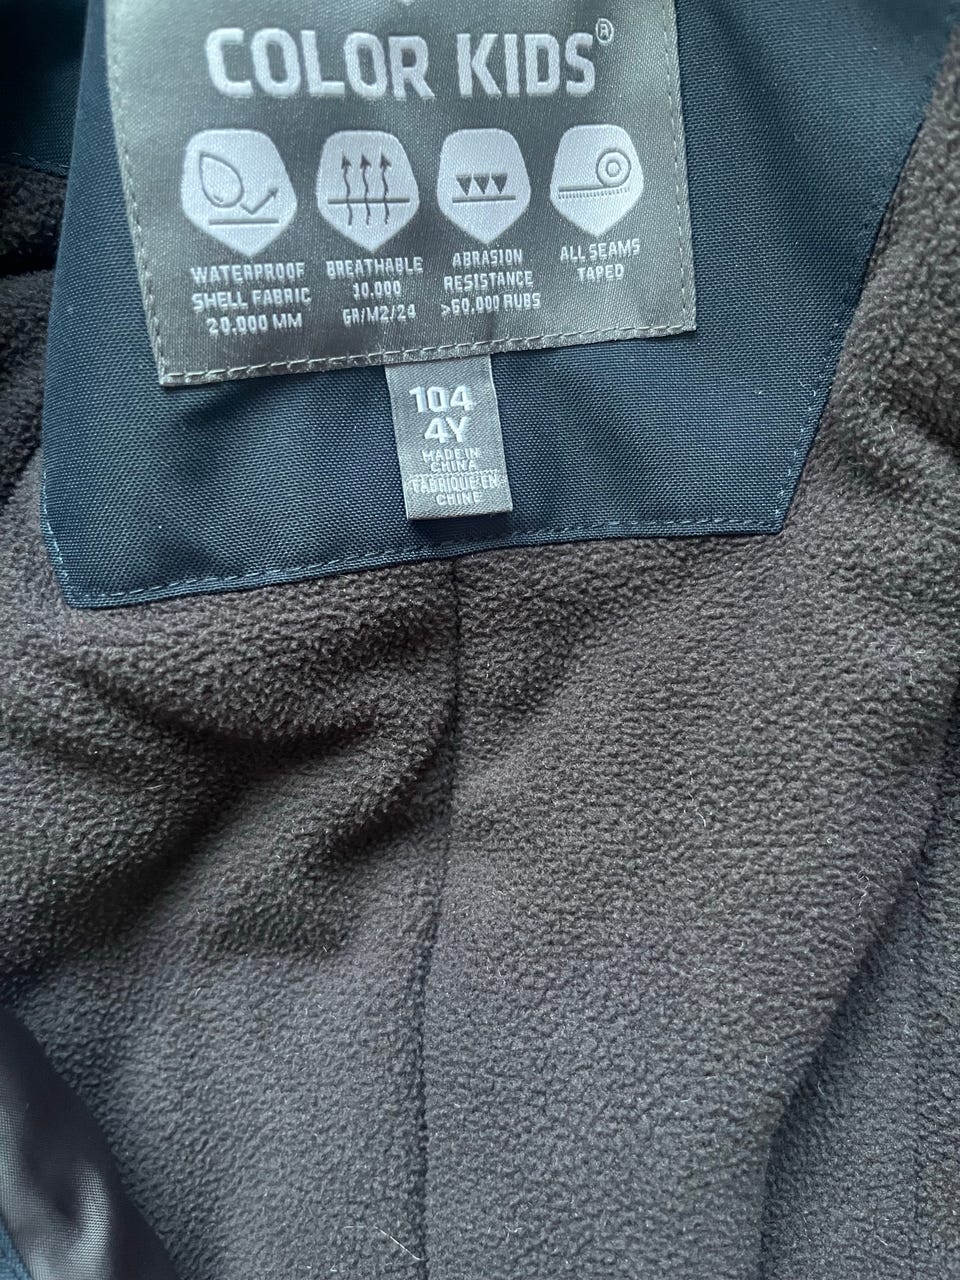 COLOR KIDS®
WATERPROOF
SHELL FABRIC
20.000 MM
BREATHABLE
10.000
GR/M2/24
ABRASION
RESISTANCE
>60.000 RUBS
ALL SEAMS
TAPED
104
4Y
MADE IN
CHINA
FABRIQUE EN
CHINE